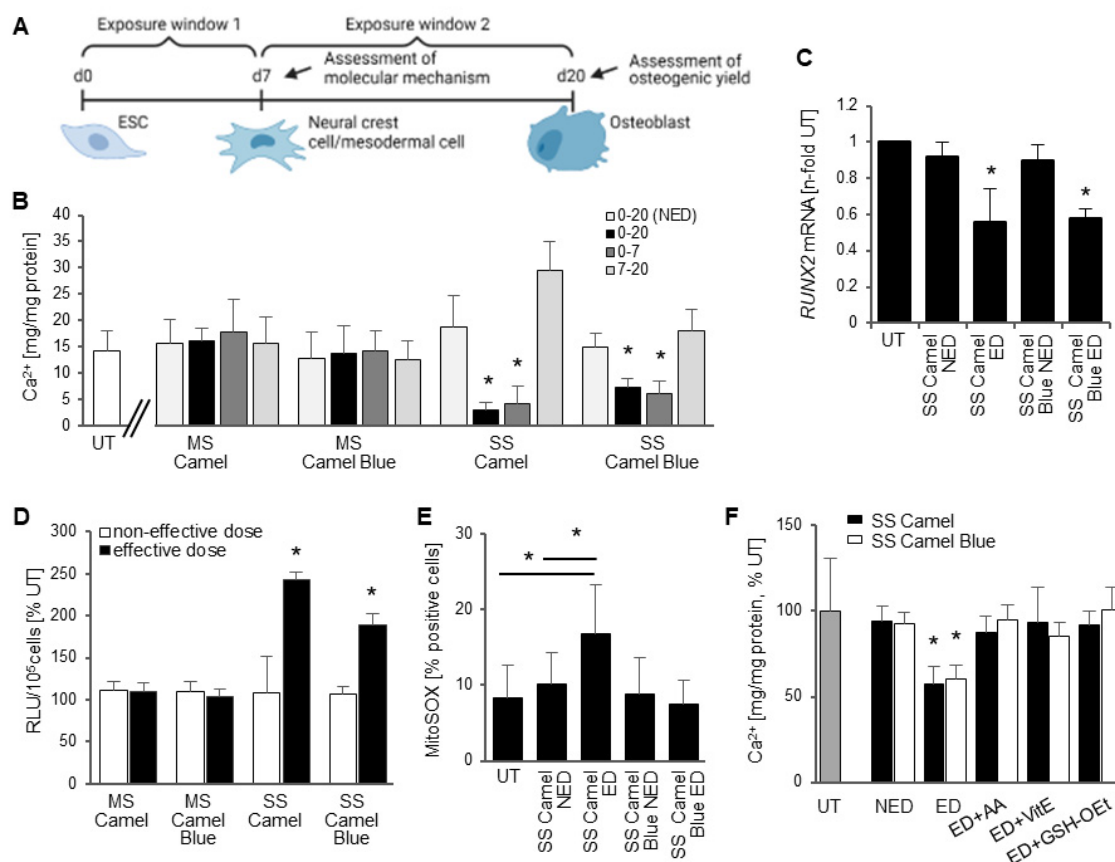 A
Exposure window 1
Exposure window 2
d0
d7
Assessment of
molecular mechanism
d20
Assessment of
osteogenic yield
ESC
Neural crest
cell/mesodermal cell
Osteoblast
B
Ca²⁺ [mg/mg protein]
40
35
30
25
20
15
10
5
0
0-20 (NED)
0-20
0-7
7-20
* * * *
UT
MS
Camel
MS
Camel Blue
SS
Camel
SS
Camel Blue
C
RUNX2 mRNA [n-fold UT]
1.2
1
0.8
0.6
0.4
0.2
0
* *
UT
SS Camel
NED
SS Camel
ED
SS Camel
Blue NED
SS Camel
Blue ED
D
RLU/10⁵cells [% UT]
300
250
200
150
100
50
0
non-effective dose
effective dose
* *
MS
Camel
MS
Camel
Blue
SS
Camel
SS
Camel
Blue
E
MitoSOX [% positive cells]
30
20
10
0
* *
UT
SS Camel
NED
SS Camel
ED
SS Camel
Blue NED
SS Camel
Blue ED
F
Ca²⁺ [mg/mg protein, % UT]
150
100
50
0
SS Camel
SS Camel Blue
* *
UT
NED
ED
ED+AA
ED+VitE
ED+GSH-OEt